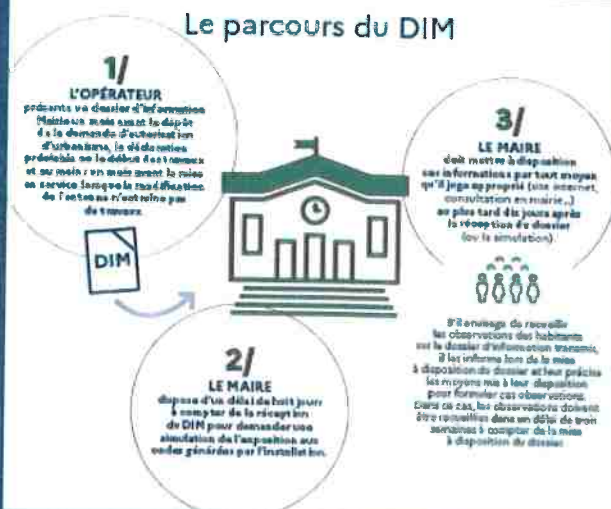 Le parcours du DIM
1/
L'OPÉRATEUR
présente un dossier d'information
Mairie un mois avant le dépôt
de la demande d'autorisation
d'urbanisme, la déclaration
préalable ou le début des travaux
et au moins un mois avant la mise
en service lorsque la modification
de l'antenne n'entraîne pas
de travaux
DIM
2/
LE MAIRE
dispose d'un délai de huit jours
à compter de la réception
du DIM pour demander une
simulation de l'exposition aux
ondes générées par l'installation.
3/
LE MAIRE
doit mettre à disposition
ces informations par tout moyen
qu'il juge approprié (site internet,
consultation en mairie...)
au plus tard dix jours après
la réception du dossier
(ou la simulation).
S'il envisage de recueillir
les observations des habitants
sur le dossier d'information transmis,
il les informe lors de la mise
à disposition du dossier et leur précise
les moyens mis à leur disposition
pour formuler ces observations.
Dans ce cas, les observations doivent
être recueillies dans un délai de trois
semaines à compter de la mise
à disposition du dossier